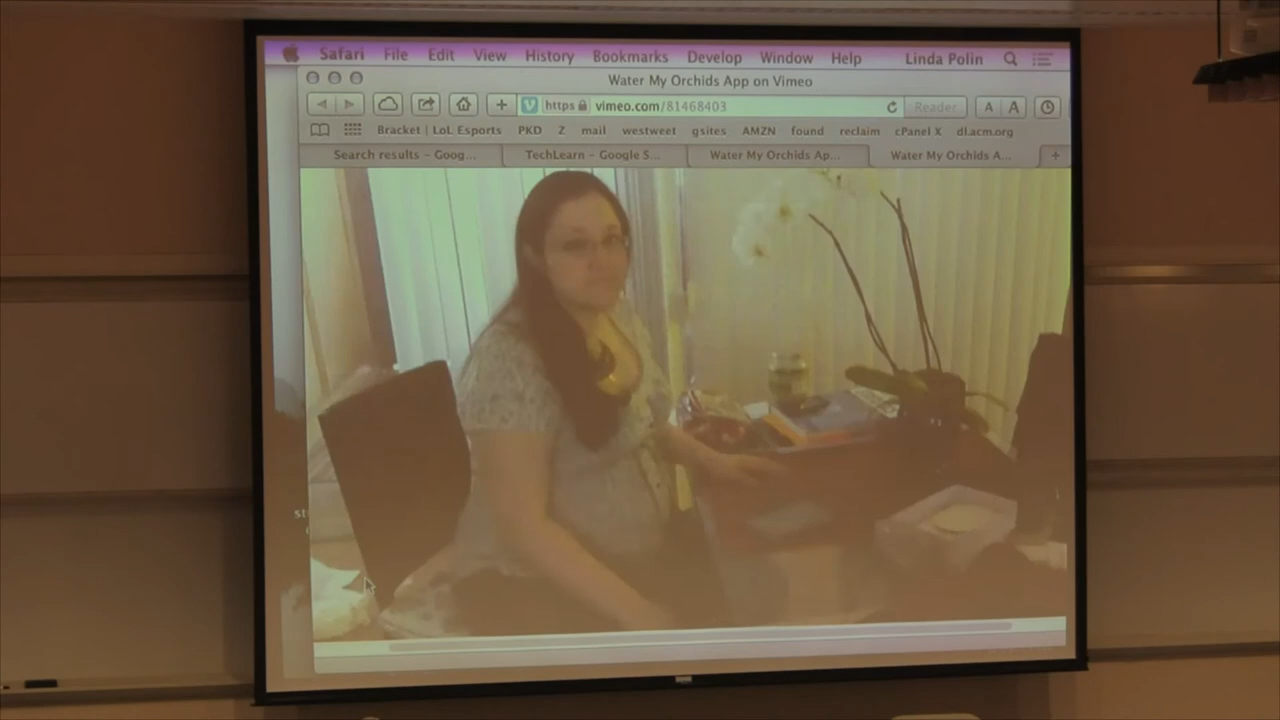 Safari File Edit View History Bookmarks Develop Window Help Linda Polin
Water My Orchids App on Vimeo
https vimeo.com/81468403 Reader A A
Bracket | LoL Esports PKD Z mail westweet gsites AMZN found reclaim cPanel X dl.acm.org
Search results – Goog... TechLearn – Google S... Water My Orchids Ap... Water My Orchids A...
st